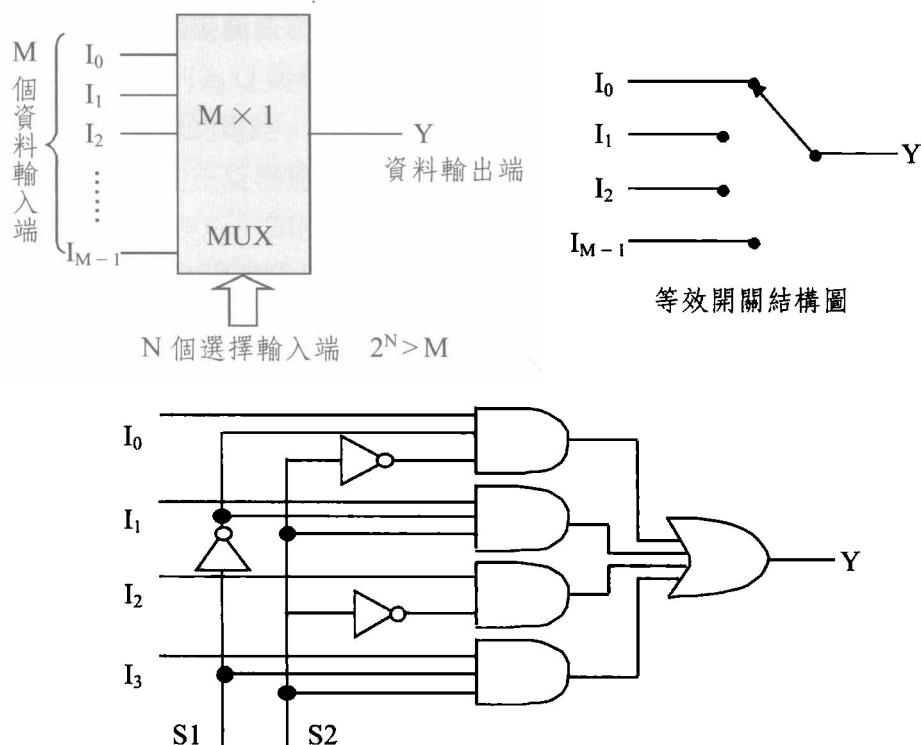 M
個資料輸入端
I₀
I₁
I₂
……
I_{M−1}
M × 1
MUX
Y
資料輸出端
N 個選擇輸入端 2ᴺ>M
I₀
I₁
I₂
I_{M−1}
Y
等效開關結構圖
I₀
I₁
I₂
I₃
S1
S2
Y